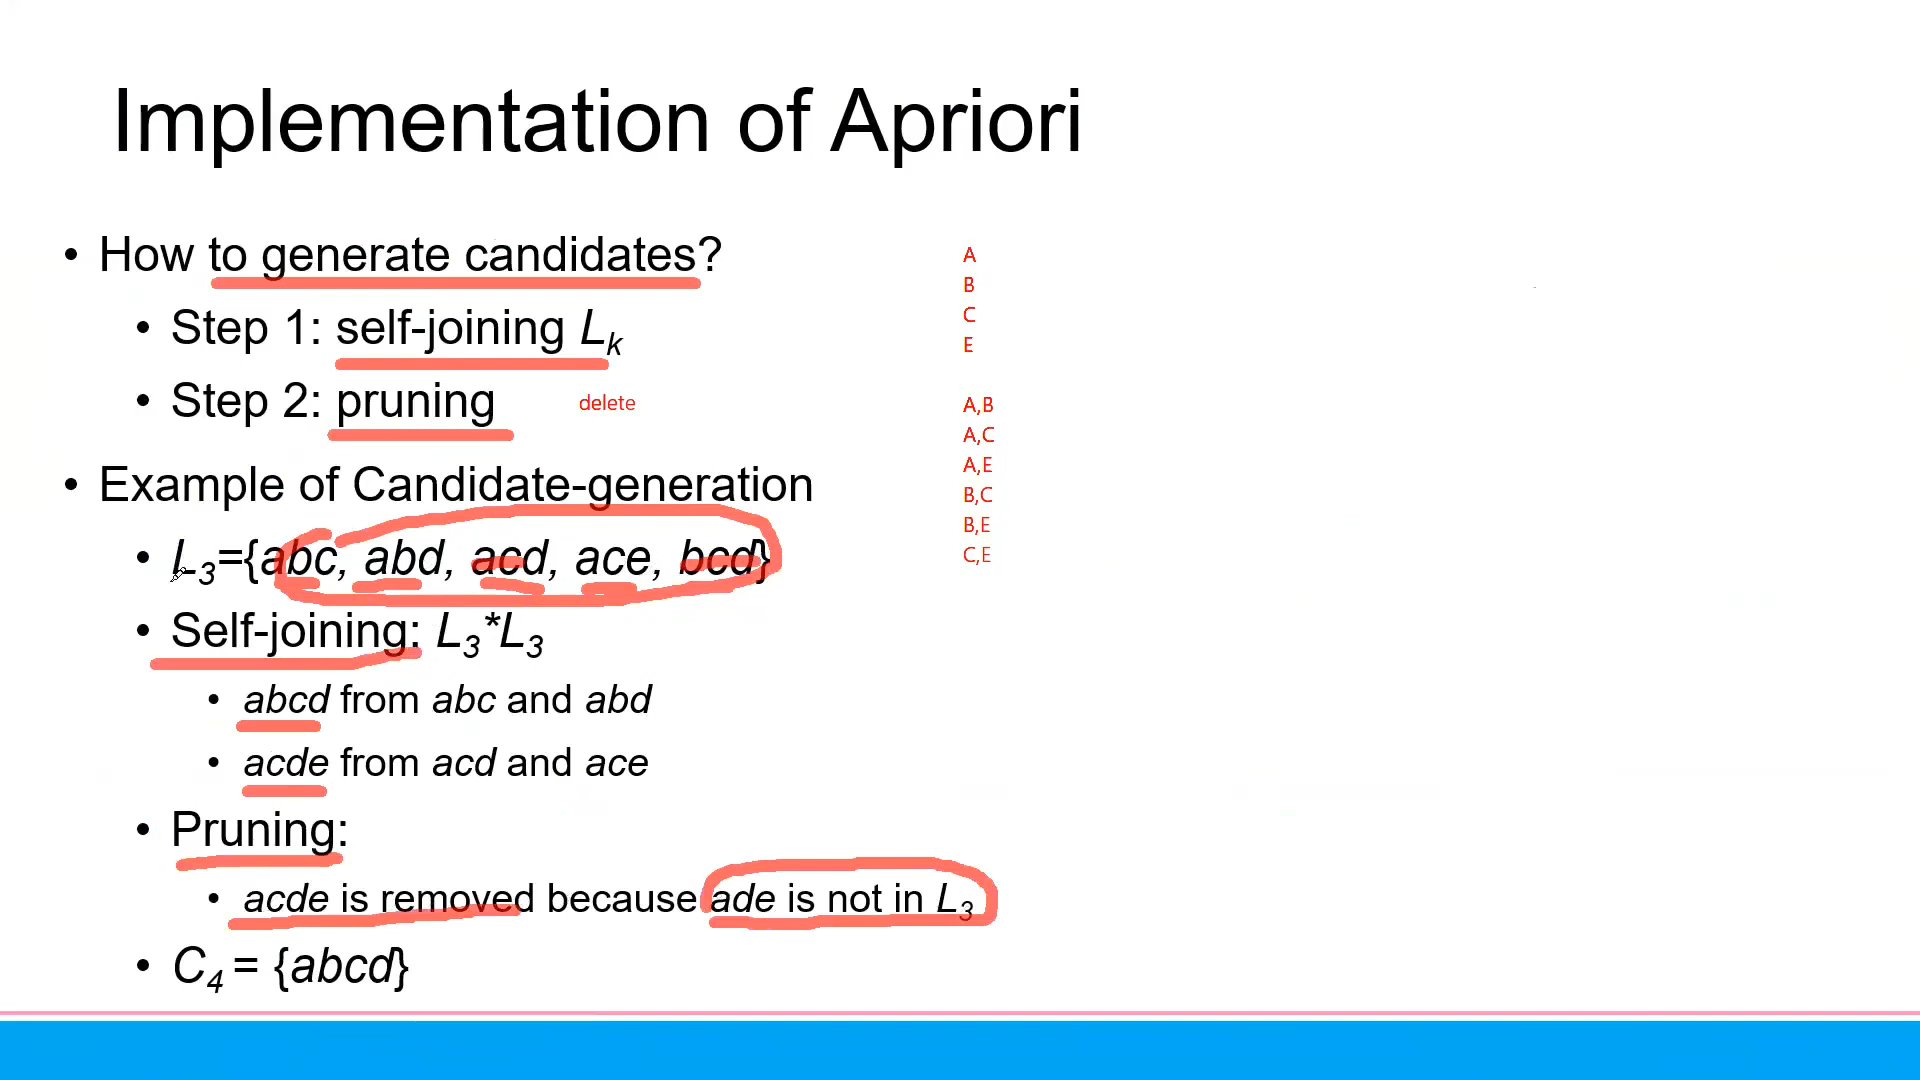 Implementation of Apriori
• How to generate candidates?
• Step 1: self-joining Lk
• Step 2: pruning
delete
• Example of Candidate-generation
• L3={abc, abd, acd, ace, bcd}
• Self-joining: L3*L3
• abcd from abc and abd
• acde from acd and ace
• Pruning:
• acde is removed because ade is not in L3
• C4 = {abcd}
A
B
C
E
A,B
A,C
A,E
B,C
B,E
C,E